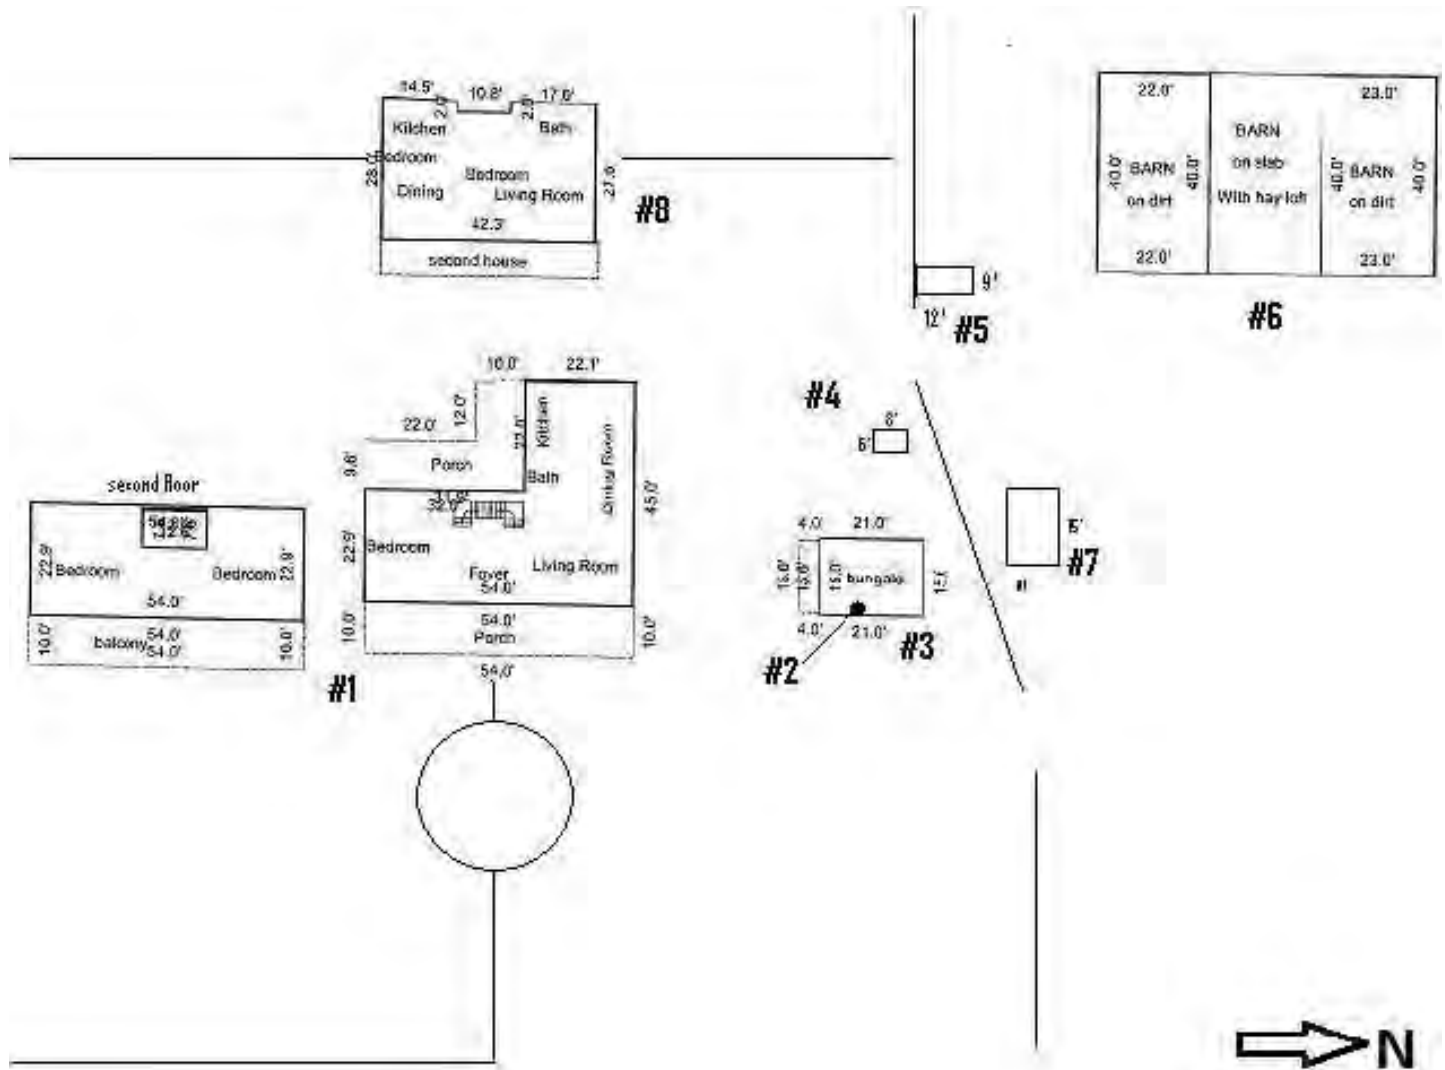 14.5'
10.8'
17.6'
2.0'
2.0'
Kitchen
Bath
Bedroom
Bedroom
Dining
Living Room
27.6'
42.3'
second house
#8
22.0'
23.0'
BARN
on slab
With hay loft
BARN
on dirt
BARN
on dirt
40.0'
40.0'
40.0'
40.0'
22.0'
23.0'
#6
9'
12'
#5
10.0'
22.1'
12.0'
22.0'
Kitchen
Dining Room
9.6'
Porch
Bath
45.0'
22.9'
Bedroom
Foyer
54.0'
Living Room
10.0'
54.0'
Porch
10.0'
54.0'
second floor
22.9'
Bedroom
Bedroom
22.9'
54.0'
10.0'
balcony
54.0'
54.0'
10.0'
#1
#4
8'
6'
4.0'
21.0'
15.0'
15.0'
15.0'
bungalo
4.0'
21.0'
#2
#3
#7
N